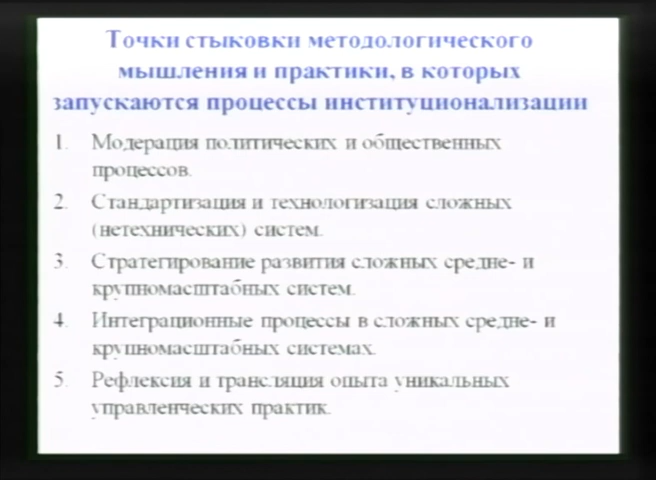 Точки стыковки методологического
мышления и практики, в которых
запускаются процессы институционализации
1. Модерация политических и общественных
процессов.
2. Стандартизация и технологизация сложных
(нетехнических) систем.
3. Стратегирование развития сложных средне- и
крупномасштабных систем.
4. Интеграционные процессы в сложных средне- и
крупномасштабных системах.
5. Рефлексия и трансляция опыта уникальных
управленческих практик.